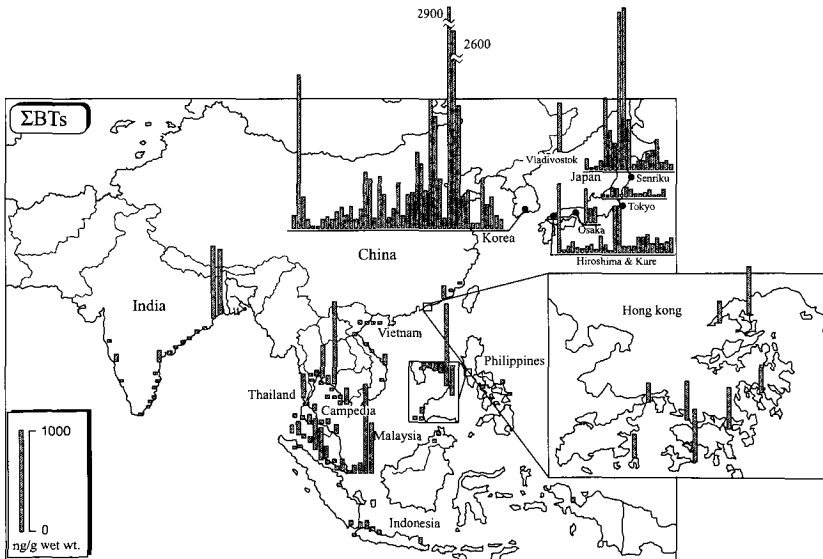 2900
2600
ΣBTs
Vladivostok
Japan
Senriku
Tokyo
Osaka
Korea
China
Hiroshima & Kure
India
Hong kong
Vietnam
Philippines
Thailand
Campedia
Malaysia
1000
0
ng/g wet wt.
Indonesia